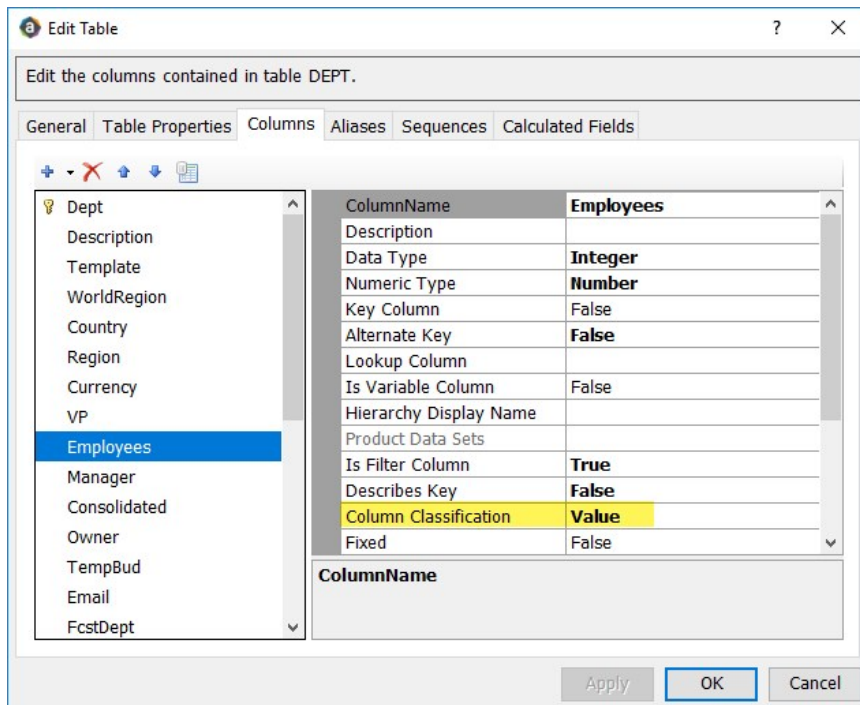 Edit Table ?
Edit the columns contained in table DEPT.
General Table Properties Columns Aliases Sequences Calculated Fields
Dept
Description
Template
WorldRegion
Country
Region
Currency
VP
Employees
Manager
Consolidated
Owner
TempBud
Email
FcstDept
ColumnName Employees
Description
Data Type Integer
Numeric Type Number
Key Column False
Alternate Key False
Lookup Column
Is Variable Column False
Hierarchy Display Name
Product Data Sets
Is Filter Column True
Describes Key False
Column Classification Value
Fixed False
ColumnName
Apply OK Cancel